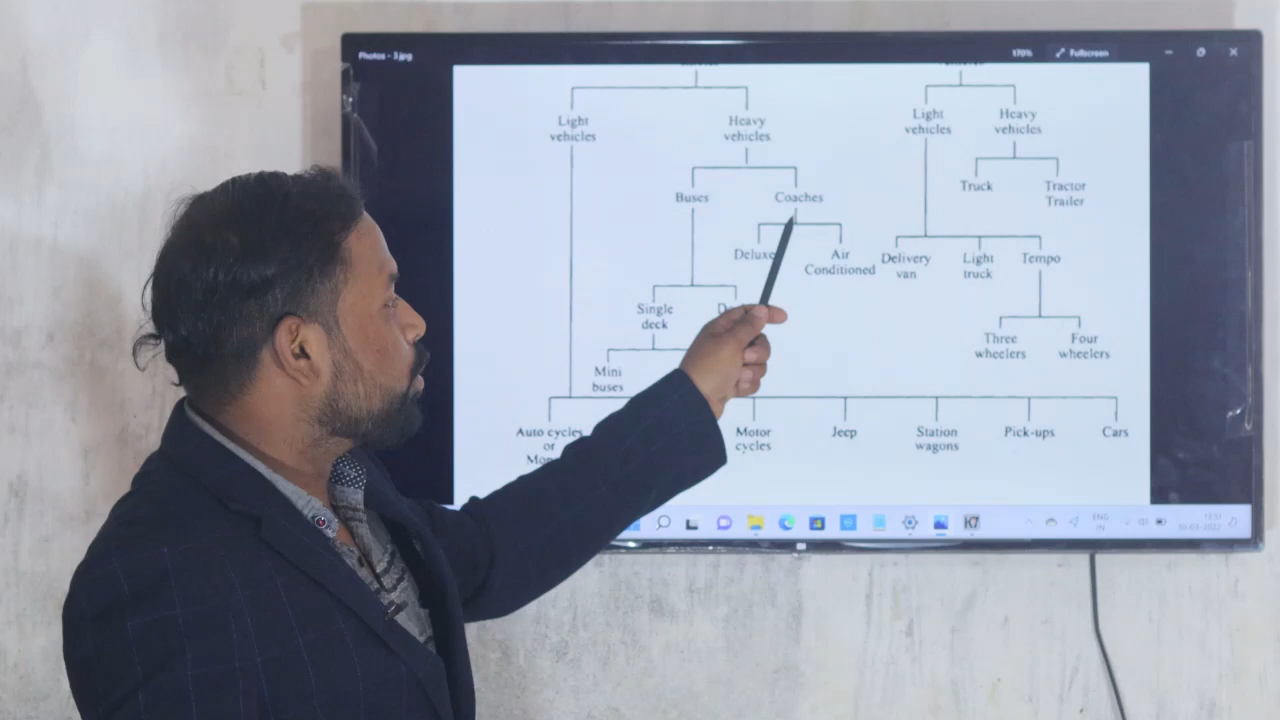 Photos - 3.jpg
170%
Fullscreen
Light
vehicles
Heavy
vehicles
Light
vehicles
Heavy
vehicles
Buses
Coaches
Truck
Tractor
Trailer
Deluxe
Air
Conditioned
Delivery
van
Light
truck
Tempo
Single
deck
Three
wheelers
Four
wheelers
Mini
buses
Auto cycles
or
Motor
cycles
Jeep
Station
wagons
Pick-ups
Cars
K7
ENG
IN